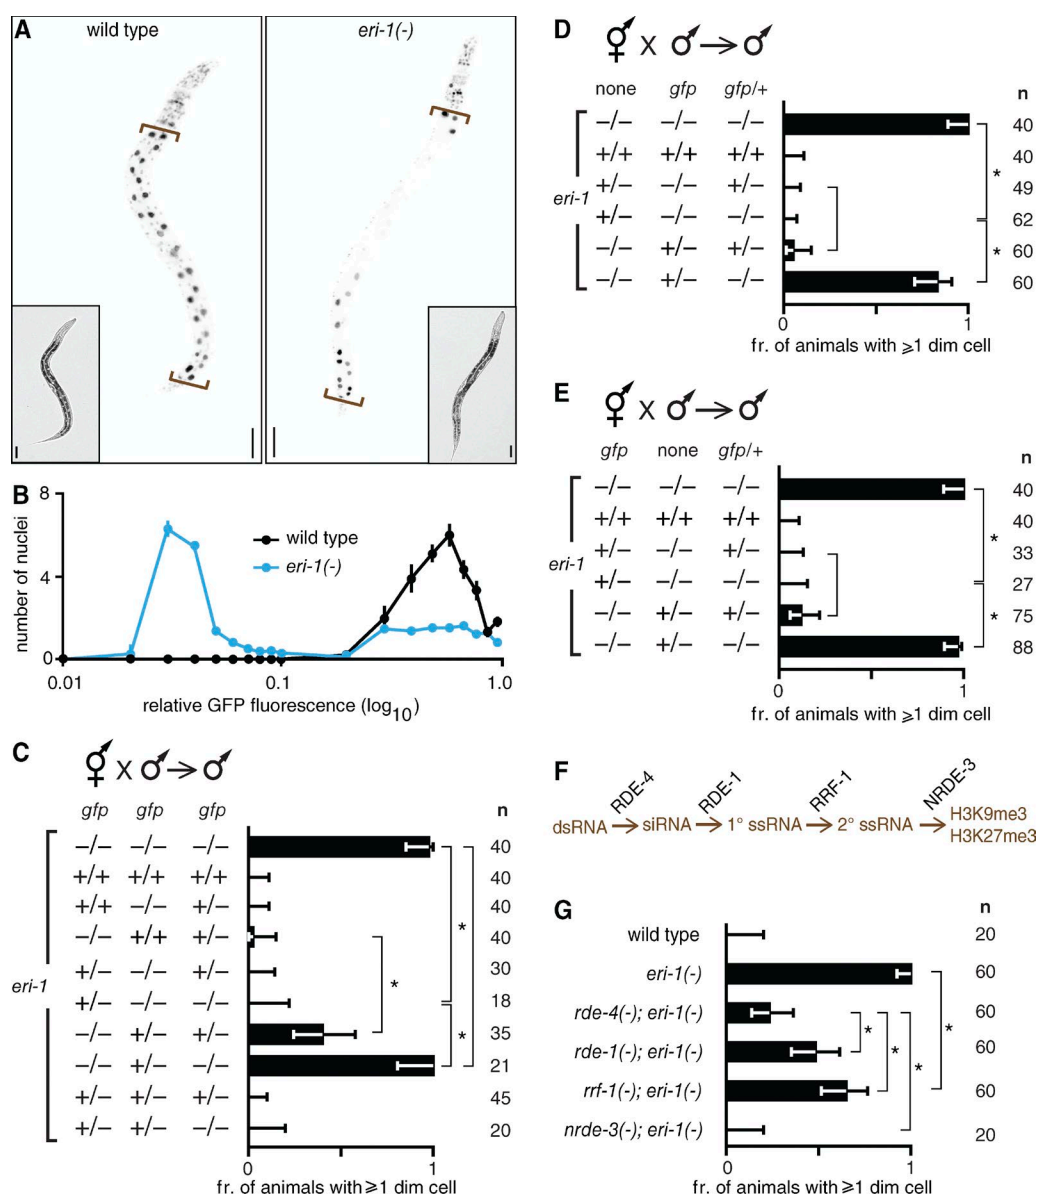 A
wild type
eri-1(-)
B
8
4
0
number of nuclei
wild type
eri-1(-)
0.01
0.1
1.0
relative GFP fluorescence (log10)
C
⚥ X ♂ → ♂
gfp gfp gfp
n
eri-1
−/− −/− −/− 40
+/+ +/+ +/+ 40
+/+ −/− +/− 40
−/− +/+ +/− 40
+/− −/− +/− 30
+/− −/− −/− 18
−/− +/− +/− 35
−/− +/− −/− 21
+/− +/− +/− 45
+/− +/− −/− 20
*
*
*
0 1
fr. of animals with ⩾1 dim cell
D
⚥ X ♂ → ♂
none gfp gfp/+
n
eri-1
−/− −/− −/− 40
+/+ +/+ +/+ 40
+/− −/− +/− 49
+/− −/− −/− 62
−/− +/− +/− 60
−/− +/− −/− 60
*
*
0 1
fr. of animals with ⩾1 dim cell
E
⚥ X ♂ → ♂
gfp none gfp/+
n
eri-1
−/− −/− −/− 40
+/+ +/+ +/+ 40
+/− −/− +/− 33
+/− −/− −/− 27
−/− +/− +/− 75
−/− +/− −/− 88
*
*
0 1
fr. of animals with ⩾1 dim cell
F
RDE-4 RDE-1 RRF-1 NRDE-3
dsRNA → siRNA → 1° ssRNA → 2° ssRNA → H3K9me3
H3K27me3
G
n
wild type 20
eri-1(-) 60
rde-4(-); eri-1(-) 60
rde-1(-); eri-1(-) 60
rrf-1(-); eri-1(-) 60
nrde-3(-); eri-1(-) 20
*
*
*
*
0 1
fr. of animals with ⩾1 dim cell